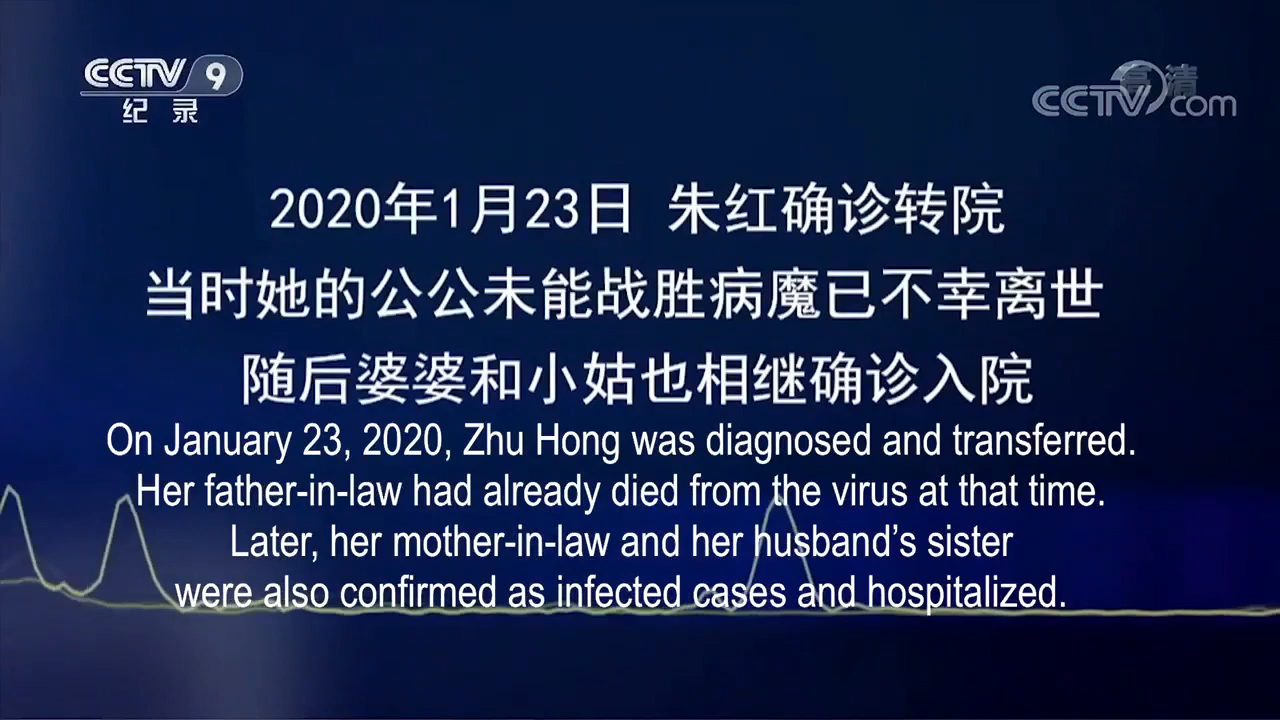 CCTV 9
纪录
高清
CCTV.com
2020年1月23日 朱红确诊转院
当时她的公公未能战胜病魔已不幸离世
随后婆婆和小姑也相继确诊入院
On January 23, 2020, Zhu Hong was diagnosed and transferred.
Her father-in-law had already died from the virus at that time.
Later, her mother-in-law and her husband’s sister
were also confirmed as infected cases and hospitalized.